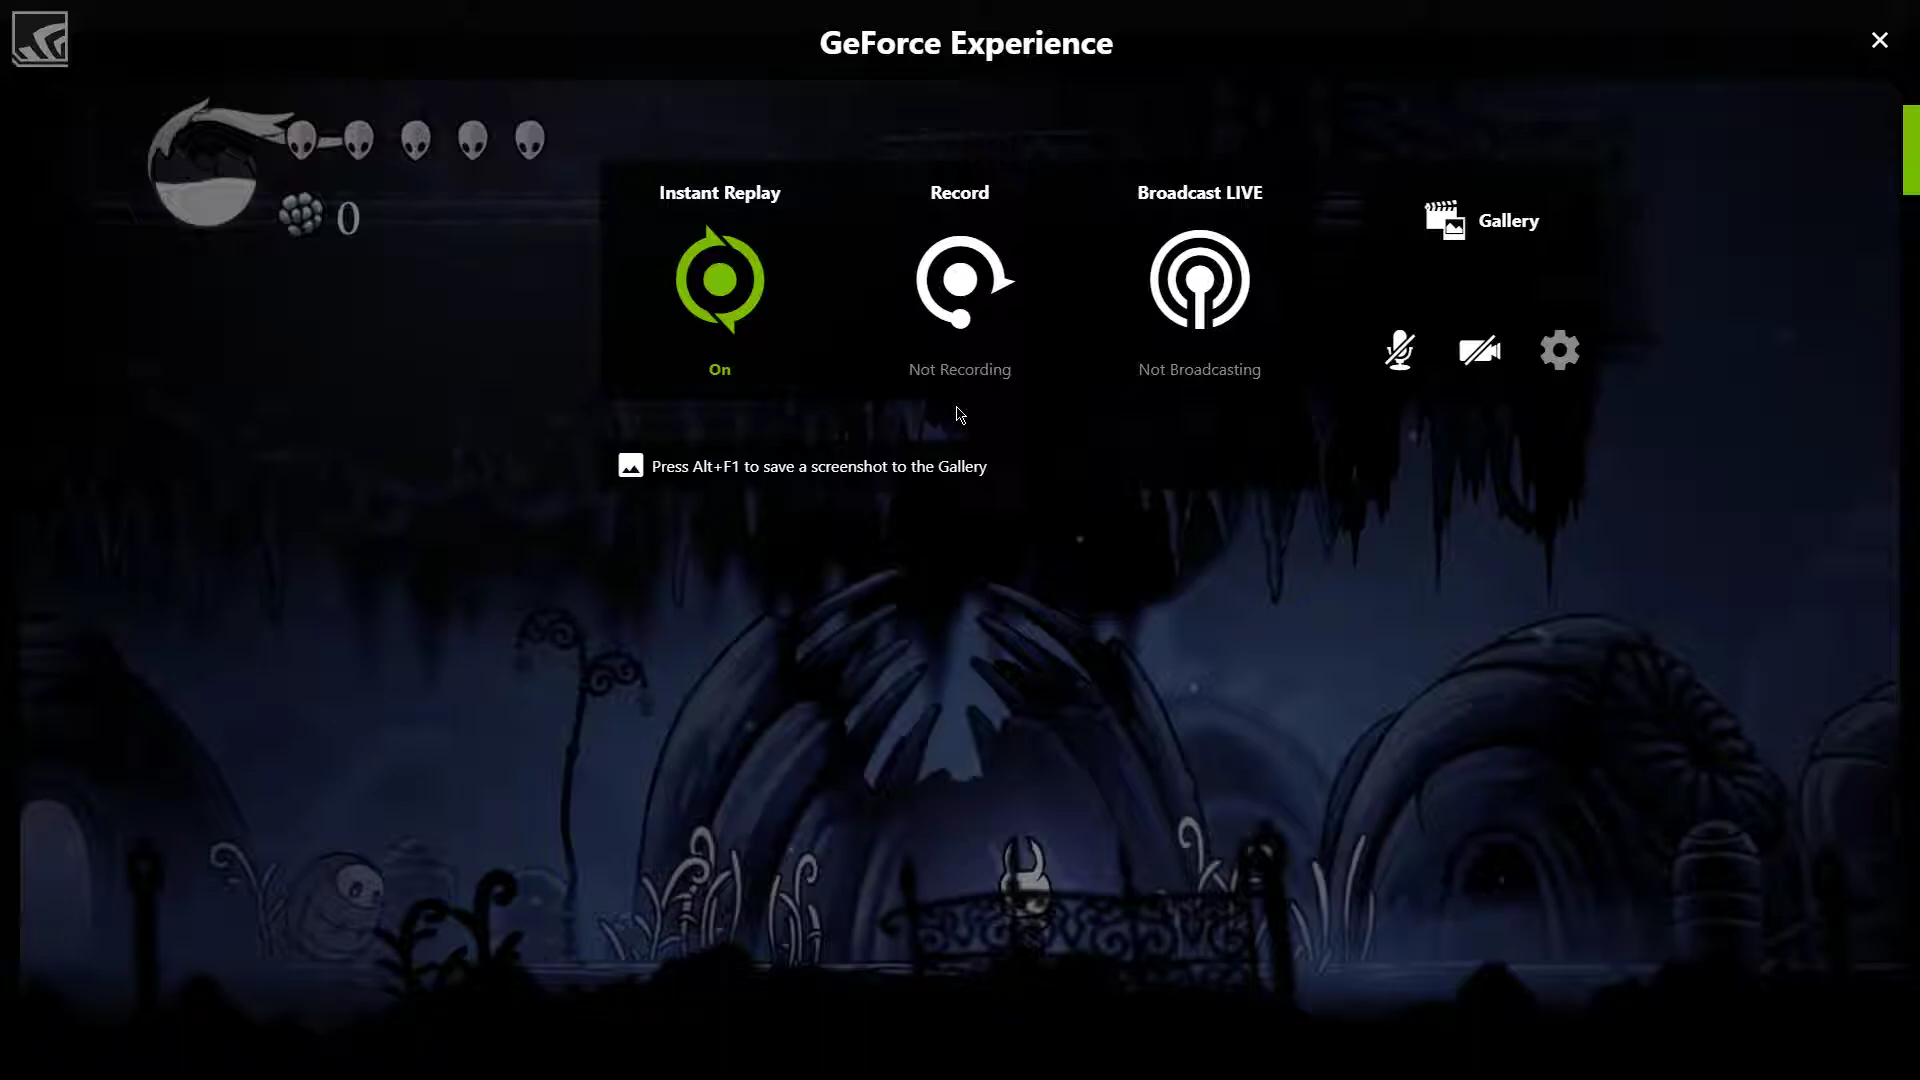 GeForce Experience
0
Instant Replay
Record
Broadcast LIVE
Gallery
On
Not Recording
Not Broadcasting
Press Alt+F1 to save a screenshot to the Gallery